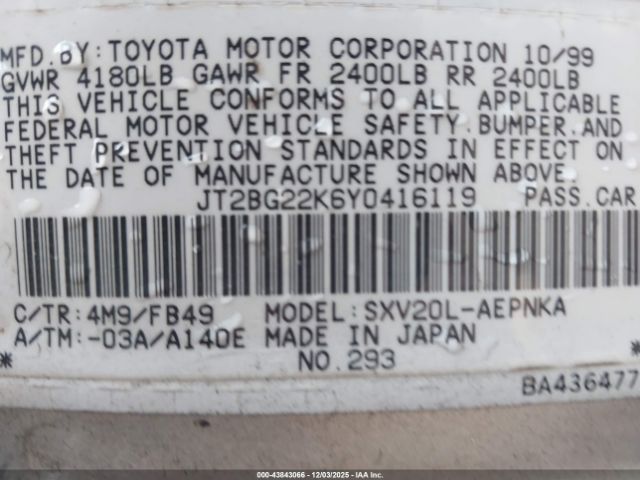 MFD.BY:TOYOTA MOTOR CORPORATION 10/99
GVWR 4180LB GAWR FR 2400LB RR 2400LB
THIS VEHICLE CONFORMS TO ALL APPLICABLE
FEDERAL MOTOR VEHICLE SAFETY,BUMPER,AND
THEFT PREVENTION STANDARDS IN EFFECT ON
THE DATE OF MANUFACTURE SHOWN ABOVE.
JT2BG22K6Y0416119 PASS.CAR
C/TR:4M9/FB49 MODEL:SXV20L-AEPNKA
A/TM:-03A/A140E MADE IN JAPAN
* NO.293 *
BA436477
000-43843066 - 12/03/2025 - IAA Inc.